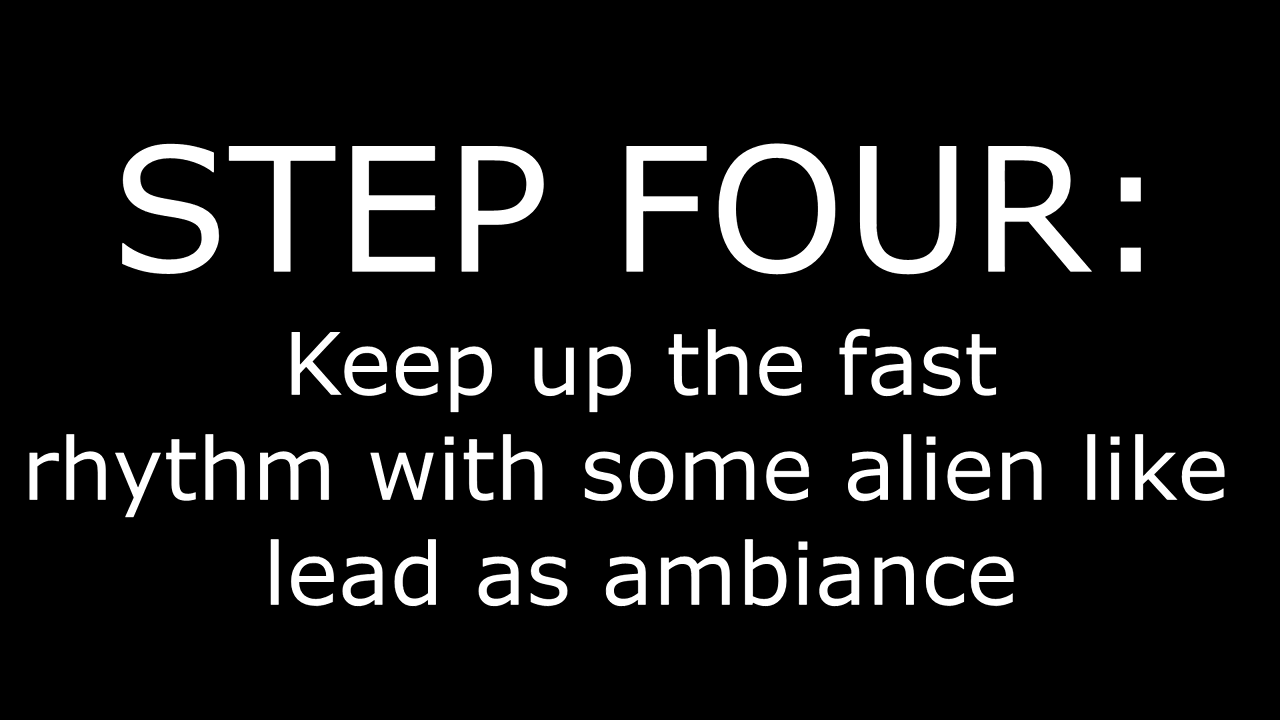 STEP FOUR:
Keep up the fast
rhythm with some alien like
lead as ambiance